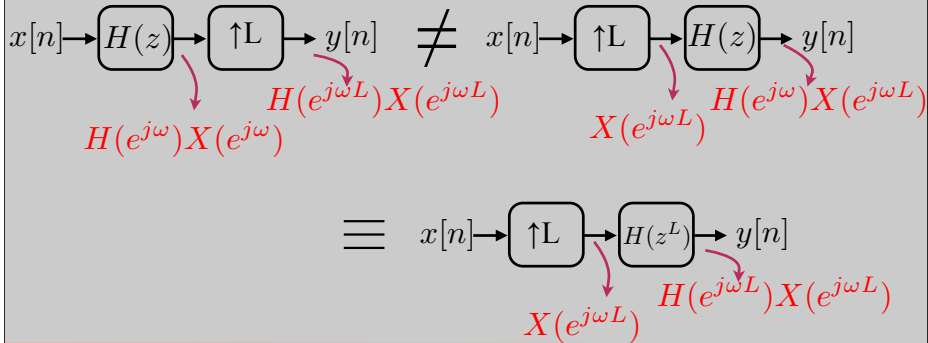 x[n] H(z) ↑L y[n] ≠ x[n] ↑L H(z) y[n]
H(e^{jωL})X(e^{jωL}) H(e^{jω})X(e^{jωL})
H(e^{jω})X(e^{jω}) X(e^{jωL})
≡ x[n] ↑L H(z^L) y[n]
H(e^{jωL})X(e^{jωL})
X(e^{jωL})